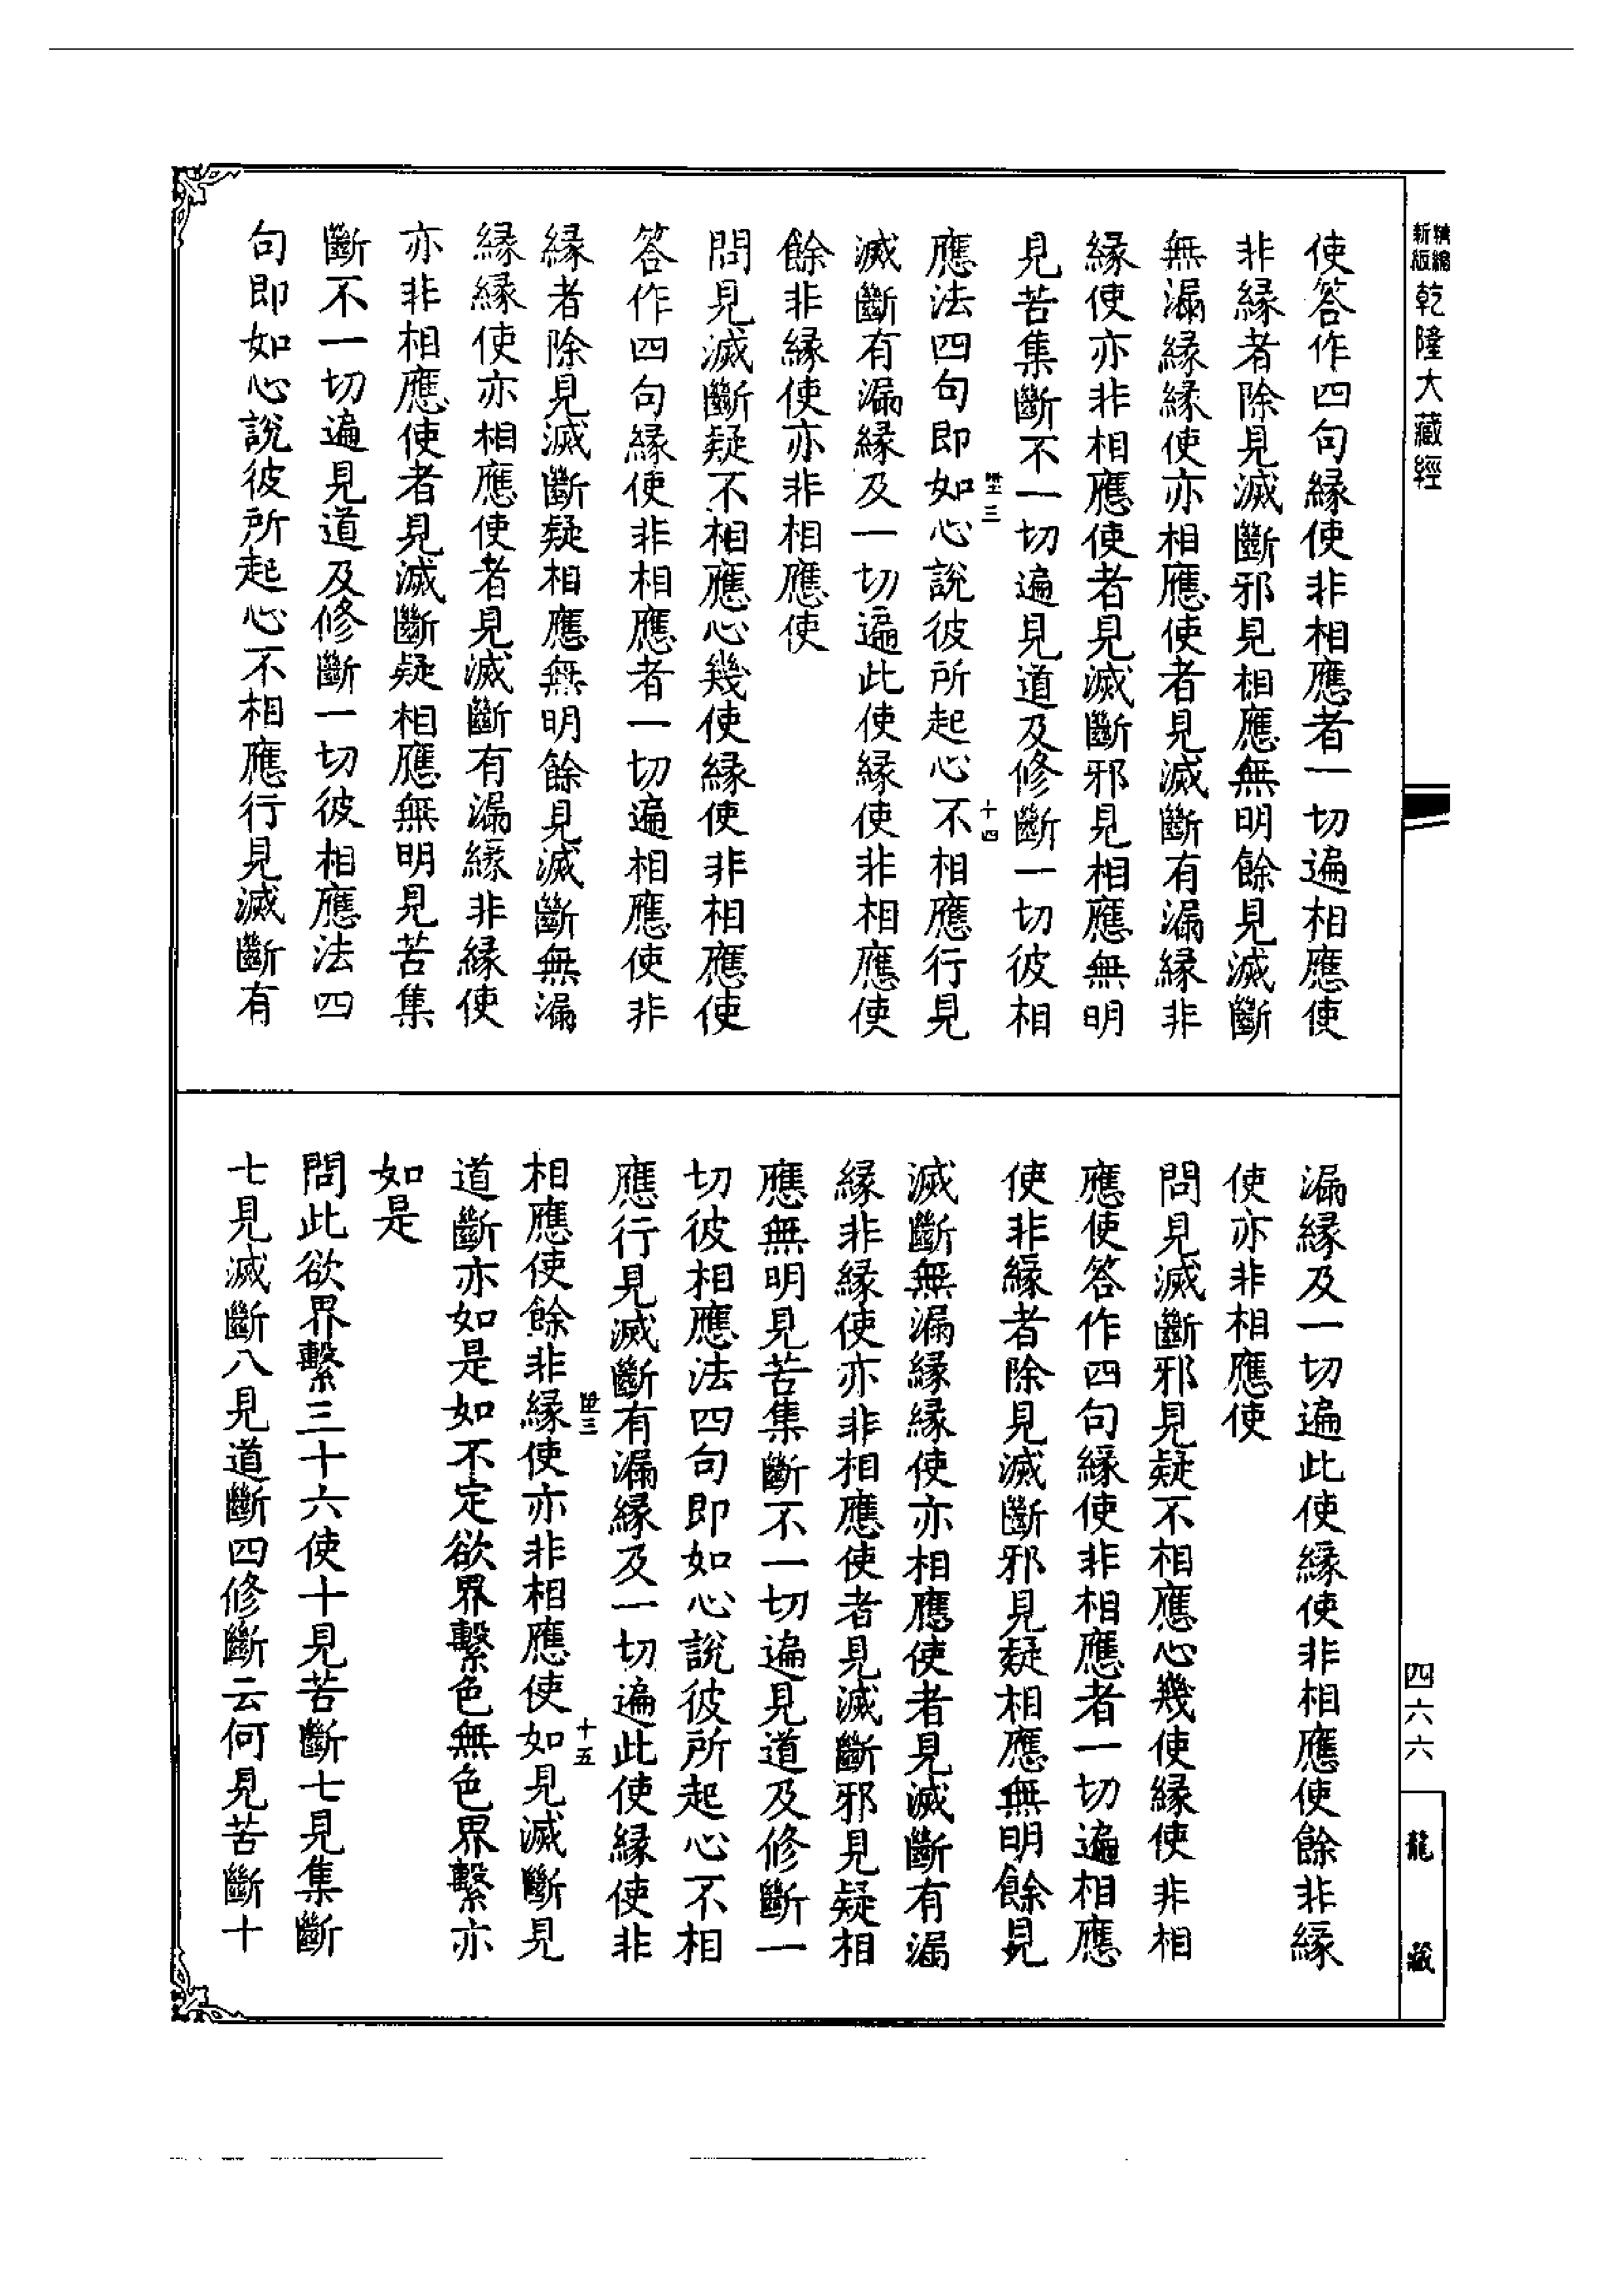 精編
新版
乾隆大藏經
使答作四句緣使非相應者一切遍相應使
非緣者除見滅斷邪見相應無明餘見滅斷
無漏緣緣使亦相應使者見滅斷有漏緣非
緣使亦非相應使者見滅斷邪見相應無明
見苦集斷不一切遍見道及修斷一切彼相
應法四句即如心說彼所起心不相應行見
十四
滅斷有漏緣及一切遍此使緣使非相應使
餘非緣使亦非相應使
問見滅斷疑不相應心幾使緣使非相應使
答作四句緣使非相應者一切遍相應使非
緣者除見滅斷疑相應無明餘見滅斷無漏
緣緣使亦相應使者見滅斷有漏緣非緣使
亦非相應使者見滅斷疑相應無明見苦集
斷不一切遍見道及修斷一切彼相應法四
句即如心說彼所起心不相應行見滅斷有
漏緣及一切遍此使緣使非相應使餘非緣
使亦非相應使
問見滅斷邪見疑不相應心幾使緣使非相
應使答作四句緣使非相應者一切遍相應
使非緣者除見滅斷邪見疑相應無明餘見
滅斷無漏緣緣使亦相應使者見滅斷有漏
緣非緣使亦非相應使者見滅斷邪見疑相
應無明見苦集斷不一切遍見道及修斷一
切彼相應法四句即如心說彼所起心不相
應行見滅斷有漏緣及一切遍此使緣使非
相應使餘非緣使亦非相應使如見滅斷見
十五
道斷亦如是如不定欲界繫色無色界繫亦
如是
問此欲界繫三十六使十見苦斷七見集斷
七見滅斷八見道斷四修斷云何見苦斷十
四六六
龍藏